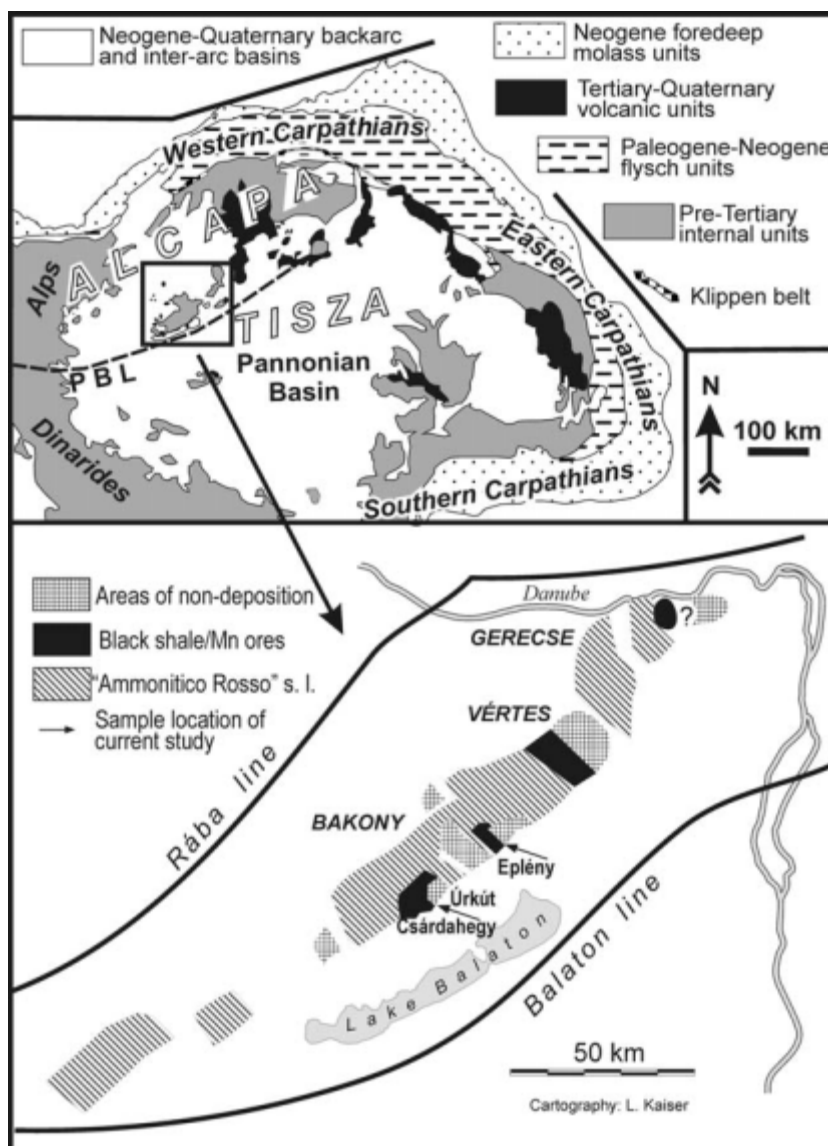 Neogene-Quaternary backarc
and inter-arc basins
Neogene foredeep
molass units
Tertiary-Quaternary
volcanic units
Paleogene-Neogene
flysch units
Pre-Tertiary
internal units
Klippen belt
Western Carpathians
Eastern Carpathians
Southern Carpathians
ALCAPA
Alps
TISZA
PBL
Pannonian
Basin
Dinarides
N
100 km
Areas of non-deposition
Black shale/Mn ores
"Ammonitico Rosso" s. l.
Sample location of
current study
Danube
GERECSE
?
VÉRTES
BAKONY
Rába line
Eplény
Úrkút
Csárdahegy
Lake Balaton
Balaton line
50 km
Cartography: L. Kaiser